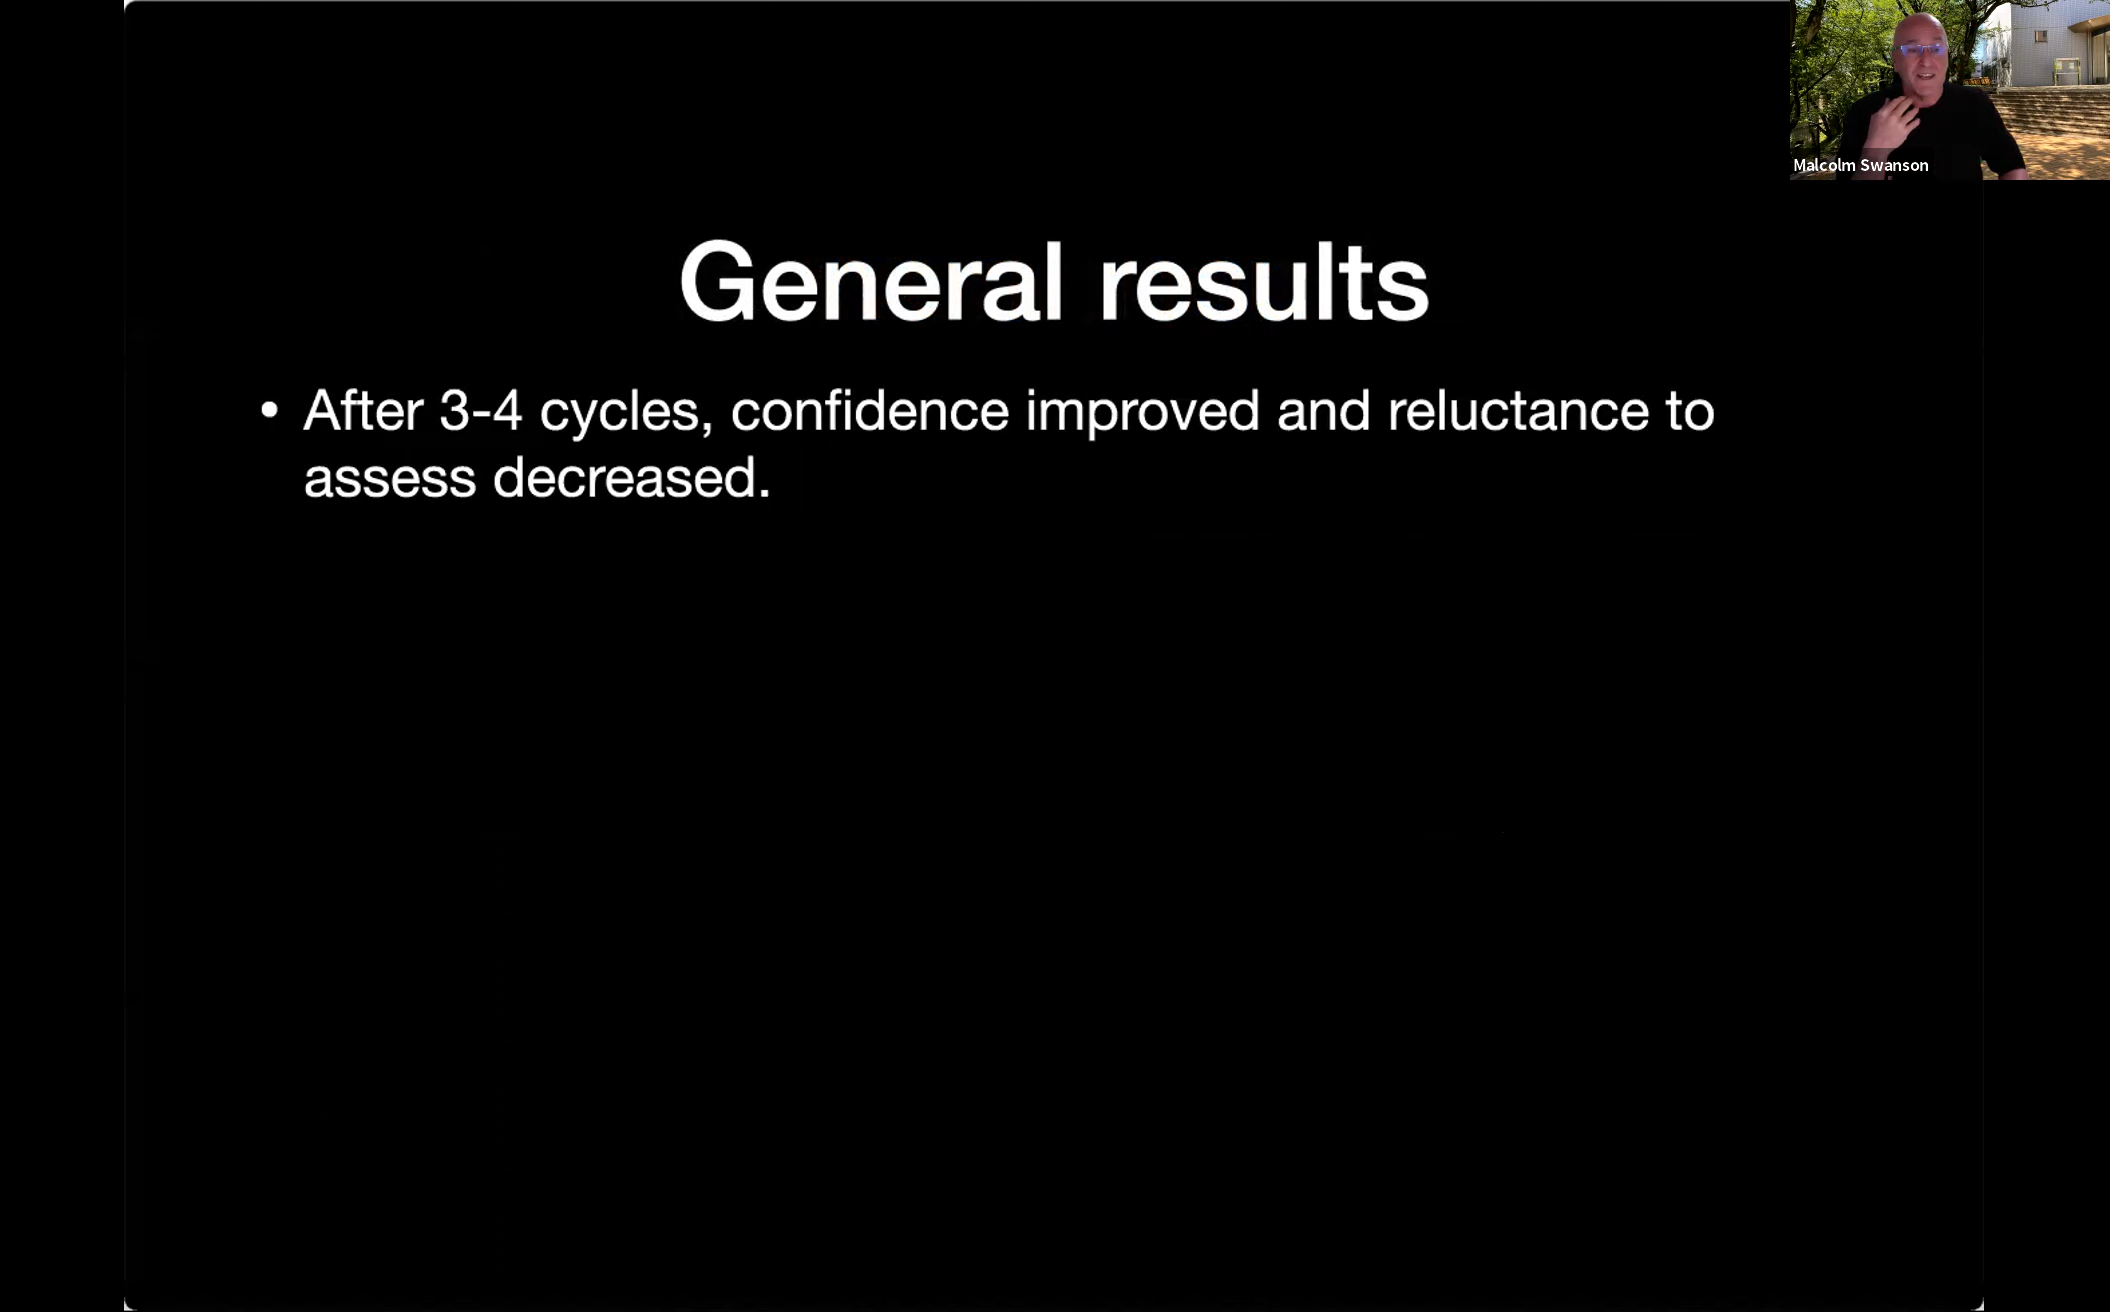 General results
• After 3-4 cycles, confidence improved and reluctance to
assess decreased.
Malcolm Swanson